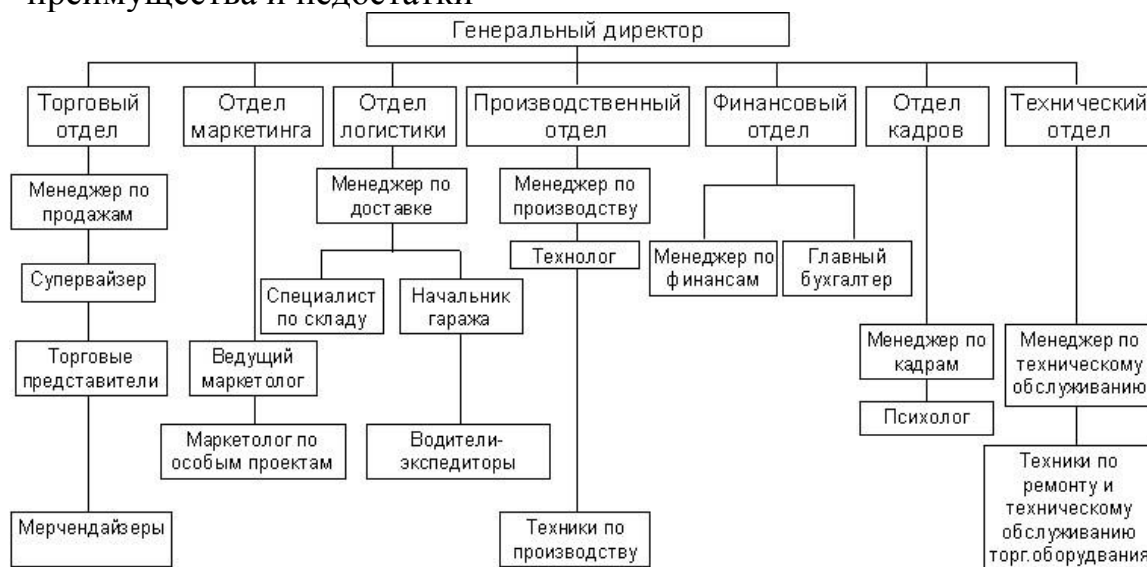 преимущества и недостатки
Генеральный директор
Торговый
отдел
Отдел
маркетинга
Отдел
логистики
Производственный
отдел
Финансовый
отдел
Отдел
кадров
Технический
отдел
Менеджер по
продажам
Менеджер по
доставке
Менеджер по
производству
Технолог
Менеджер по
финансам
Главный
бухгалтер
Супервайзер
Специалист
по складу
Начальник
гаража
Торговые
представители
Ведущий
маркетолог
Менеджер по
кадрам
Менеджер по
техническому
обслуживанию
Психолог
Маркетолог по
особым проектам
Водители-
экспедиторы
Мерчендайзеры
Техники по
производству
Техники по
ремонту и
техническому
обслуживанию
торг.оборудвания